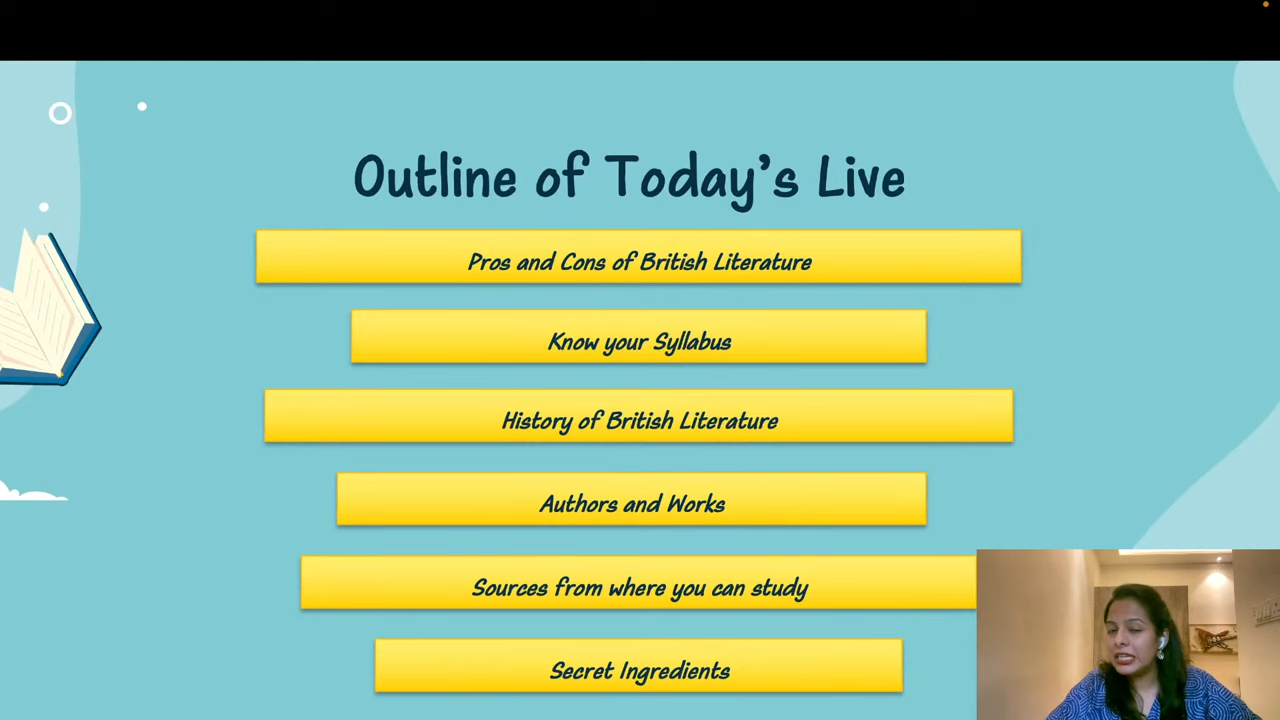 Outline of Today's Live
Pros and Cons of British Literature
Know your Syllabus
History of British Literature
Authors and Works
Sources from where you can study
Secret Ingredients